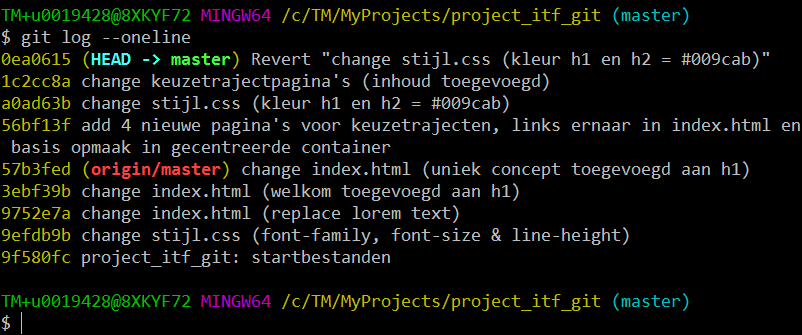 TM+u0019428@8XKYF72 MINGW64 /c/TM/MyProjects/project_itf_git (master)
$ git log --oneline
0ea0615 (HEAD -> master) Revert "change stijl.css (kleur h1 en h2 = #009cab)"
1c2cc8a change keuzetrajectpagina's (inhoud toegevoegd)
a0ad63b change stijl.css (kleur h1 en h2 = #009cab)
56bf13f add 4 nieuwe pagina's voor keuzetrajecten, links ernaar in index.html en
 basis opmaak in gecentreerde container
57b3fed (origin/master) change index.html (uniek concept toegevoegd aan h1)
3ebf39b change index.html (welkom toegevoegd aan h1)
9752e7a change index.html (replace lorem text)
9efdb9b change stijl.css (font-family, font-size & line-height)
9f580fc project_itf_git: startbestanden

TM+u0019428@8XKYF72 MINGW64 /c/TM/MyProjects/project_itf_git (master)
$